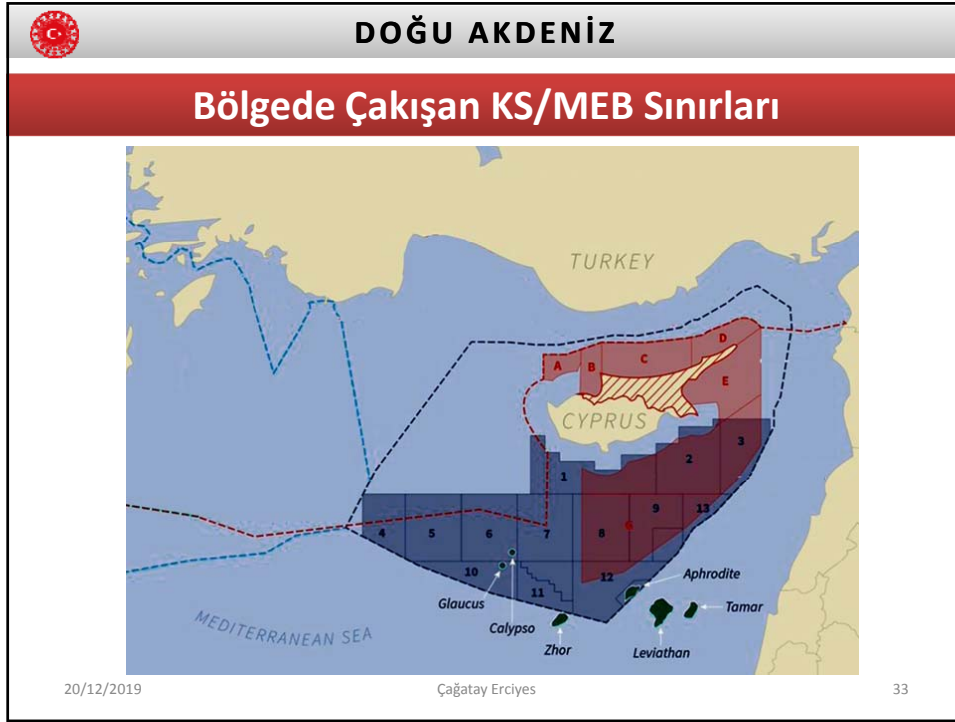 DOĞU AKDENİZ
Bölgede Çakışan KS/MEB Sınırları
TURKEY
A
B
C
D
E
CYPRUS
1
2
3
4
5
6
7
8
9
G
13
10
11
12
Glaucus
Calypso
Zhor
Aphrodite
Tamar
Leviathan
MEDITERRANEAN SEA
20/12/2019
Çağatay Erciyes
33